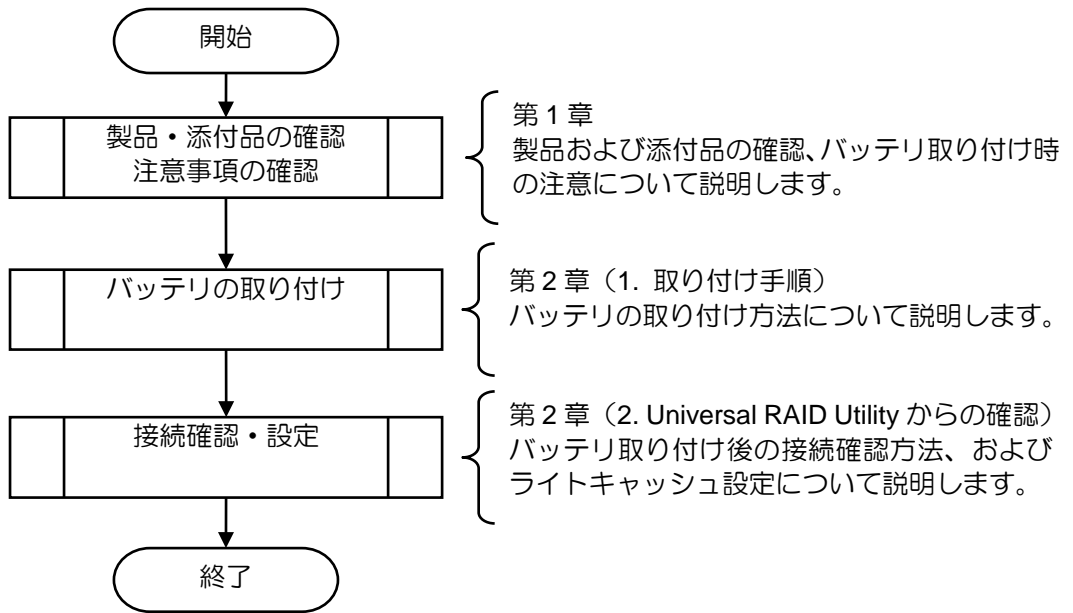 開始
製品・添付品の確認
注意事項の確認
第 1 章
製品および添付品の確認、バッテリ取り付け時
の注意について説明します。
バッテリの取り付け
第 2 章（1. 取り付け手順）
バッテリの取り付け方法について説明します。
接続確認・設定
第 2 章（2. Universal RAID Utility からの確認）
バッテリ取り付け後の接続確認方法、および
ライトキャッシュ設定について説明します。
終了